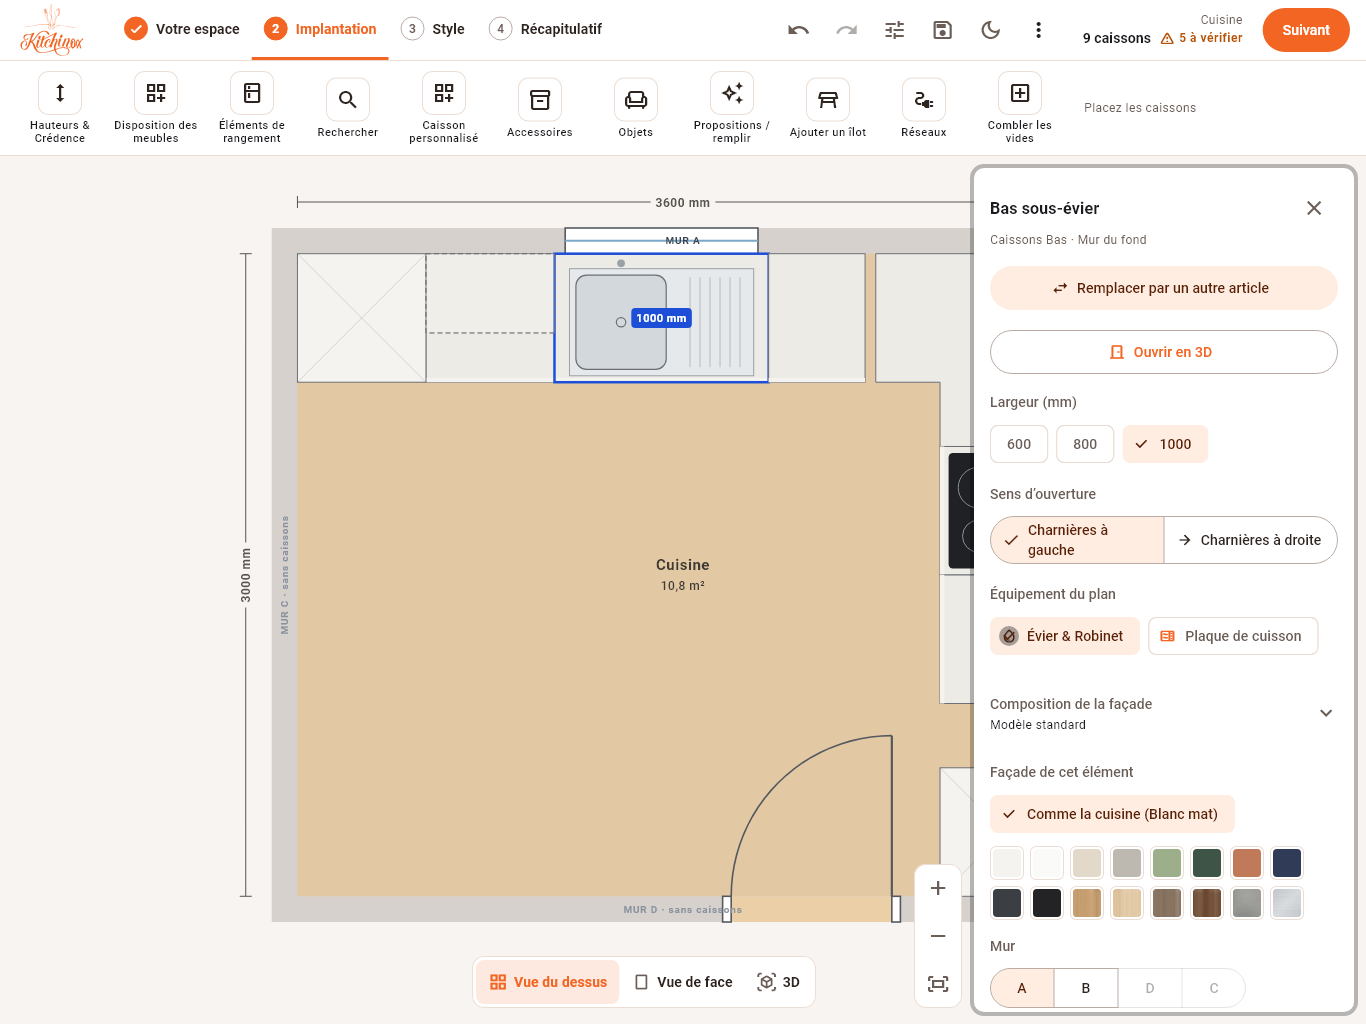 Kitchinox
Votre espace
2 Implantation
3 Style
4 Récapitulatif
Cuisine
9 caissons 5 à vérifier
Suivant
Hauteurs &
Crédence
Disposition des
meubles
Éléments de
rangement
Rechercher
Caisson
personnalisé
Accessoires
Objets
Propositions /
remplir
Ajouter un îlot
Réseaux
Combler les
vides
Placez les caissons
3600 mm
MUR A
1000 mm
3000 mm
MUR C · sans caissons
Cuisine
10,8 m²
MUR D · sans caissons
Vue du dessus
Vue de face
3D
Bas sous-évier
Caissons Bas · Mur du fond
Remplacer par un autre article
Ouvrir en 3D
Largeur (mm)
600 800 1000
Sens d’ouverture
Charnières à
gauche
Charnières à droite
Équipement du plan
Évier & Robinet Plaque de cuisson
Composition de la façade
Modèle standard
Façade de cet élément
Comme la cuisine (Blanc mat)
Mur
A B D C